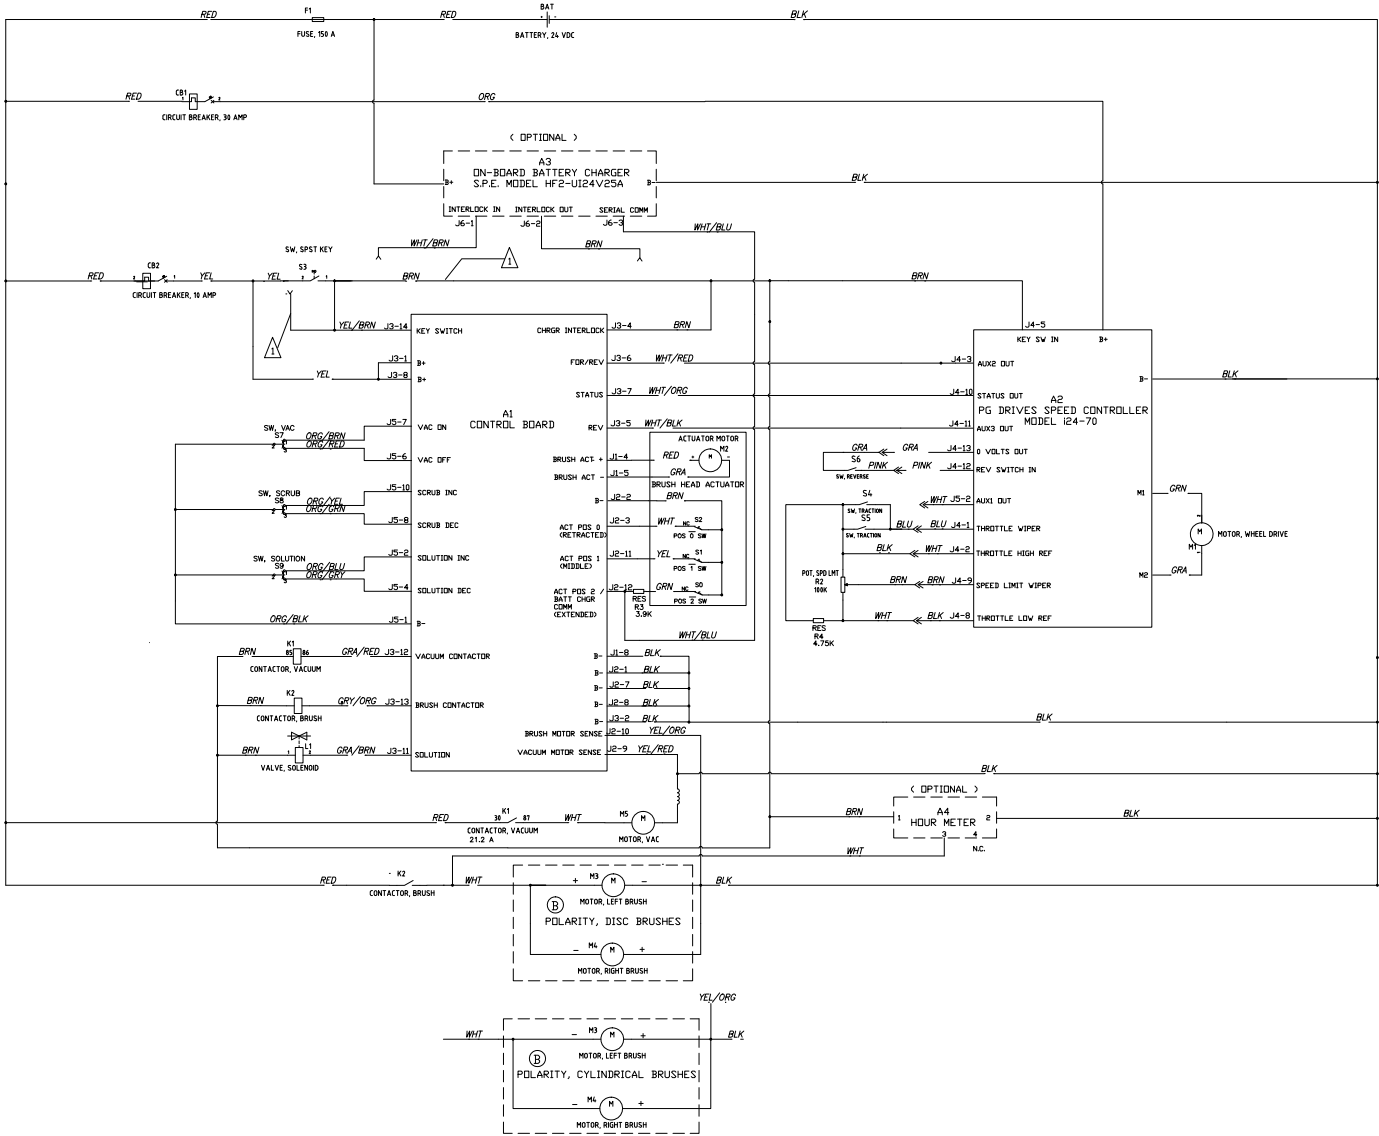 RED F1 RED BAT BLK
FUSE, 150 A BATTERY, 24 VDC
RED CB1 1 2 ORG
CIRCUIT BREAKER, 30 AMP
( OPTIONAL )
A3
ON-BOARD BATTERY CHARGER
S.P.E. MODEL HF2-UI24V25A
B+ B- BLK
INTERLOCK IN INTERLOCK OUT SERIAL COMM
J6-1 J6-2 J6-3 WHT/BLU
WHT/BRN BRN
SW, SPST KEY
1
RED CB2 2 1 YEL YEL S3 2 1 BRN BRN
CIRCUIT BREAKER, 10 AMP
1
YEL/BRN J3-14 KEY SWITCH
J3-1 B+
YEL J3-8 B+
A1
CONTROL BOARD
SW, VAC
S7
2 3
ORG/BRN J5-7 VAC ON
ORG/RED J5-6 VAC OFF
SW, SCRUB
S8
2 3
ORG/YEL J5-10 SCRUB INC
ORG/GRN J5-8 SCRUB DEC
SW, SOLUTION
S9
2 3
ORG/BLU J5-2 SOLUTION INC
ORG/GRY J5-4 SOLUTION DEC
ORG/BLK J5-1 B-
BRN K1 85 86 GRA/RED J3-12 VACUUM CONTACTOR
CONTACTOR, VACUUM
BRN K2 GRY/ORG J3-13 BRUSH CONTACTOR
CONTACTOR, BRUSH
BRN 1 L1 2 GRA/BRN J3-11 SOLUTION
VALVE, SOLENOID
CHRGR INTERLOCK J3-4 BRN
FOR/REV J3-6 WHT/RED J4-3 AUX2 OUT
STATUS J3-7 WHT/ORG J4-10 STATUS OUT
REV J3-5 WHT/BLK J4-11 AUX3 OUT
ACTUATOR MOTOR
BRUSH ACT + J1-4 RED + M2 M -
BRUSH ACT - J1-5 GRA
BRUSH HEAD ACTUATOR
B- J2-2 BRN
ACT POS 0 J2-3 WHT NC S2
(RETRACTED) POS 0 SW
ACT POS 1 J2-11 YEL NC S1
(MIDDLE) POS 1 SW
ACT POS 2 / J2-12 GRN NC S0
BATT CHGR POS 2 SW
COMM
(EXTENDED)
RES
R3
3.9K
WHT/BLU
B- J1-8 BLK
B- J2-1 BLK
B- J2-7 BLK
B- J2-8 BLK
B- J3-2 BLK BLK
BRUSH MOTOR SENSE J2-10 YEL/ORG
VACUUM MOTOR SENSE J2-9 YEL/RED
BLK
J4-5
KEY SW IN B+
B- BLK
A2
PG DRIVES SPEED CONTROLLER
MODEL I24-70
GRA GRA J4-13 0 VOLTS OUT
S6 PINK PINK J4-12 REV SWITCH IN
SW, REVERSE
S4 WHT J5-2 AUX1 OUT
SW, TRACTION
S5 BLU BLU J4-1 THROTTLE WIPER
SW, TRACTION
BLK WHT J4-2 THROTTLE HIGH REF
POT, SPD LMT
R2
100K
BRN BRN J4-9 SPEED LIMIT WIPER
WHT BLK J4-8 THROTTLE LOW REF
RES
R4
4.75K
M1 GRN
M M1 MOTOR, WHEEL DRIVE
M2 GRA
RED K1 30 87 WHT M5 M
CONTACTOR, VACUUM MOTOR, VAC
21.2 A
( OPTIONAL )
BRN 1 A4 2 BLK
HOUR METER
3 4
WHT N.C.
RED K2 WHT + M3 M - BLK
CONTACTOR, BRUSH MOTOR, LEFT BRUSH
B
POLARITY, DISC BRUSHES
- M4 M +
MOTOR, RIGHT BRUSH
YEL/ORG
WHT - M3 M + BLK
MOTOR, LEFT BRUSH
B
POLARITY, CYLINDRICAL BRUSHES
- M4 M +
MOTOR, RIGHT BRUSH